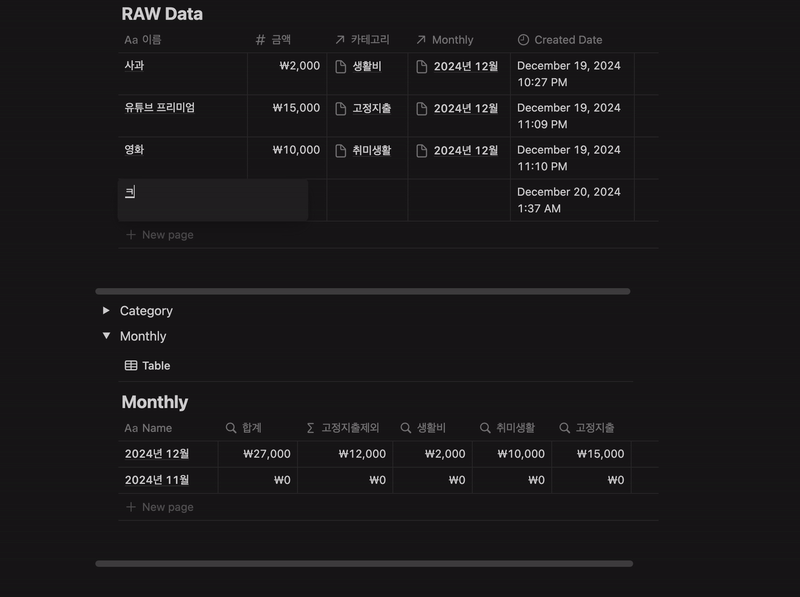 RAW Data
Aa 이름 # 금액 카테고리 Monthly Created Date
사과 ₩2,000 생활비 2024년 12월 December 19, 2024
10:27 PM
유튜브 프리미엄 ₩15,000 고정지출 2024년 12월 December 19, 2024
11:09 PM
영화 ₩10,000 취미생활 2024년 12월 December 19, 2024
11:10 PM
ㅋ December 20, 2024
1:37 AM
+ New page
Category
Monthly
Table
Monthly
Aa Name 합계 Σ 고정지출제외 생활비 취미생활 고정지출
2024년 12월 ₩27,000 ₩12,000 ₩2,000 ₩10,000 ₩15,000
2024년 11월 ₩0 ₩0 ₩0 ₩0 ₩0
+ New page